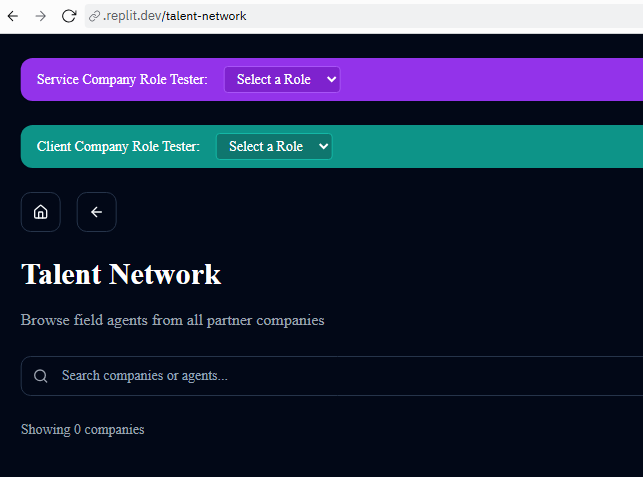 .replit.dev/talent-network
Service Company Role Tester: Select a Role
Client Company Role Tester: Select a Role
Talent Network
Browse field agents from all partner companies
Search companies or agents...
Showing 0 companies